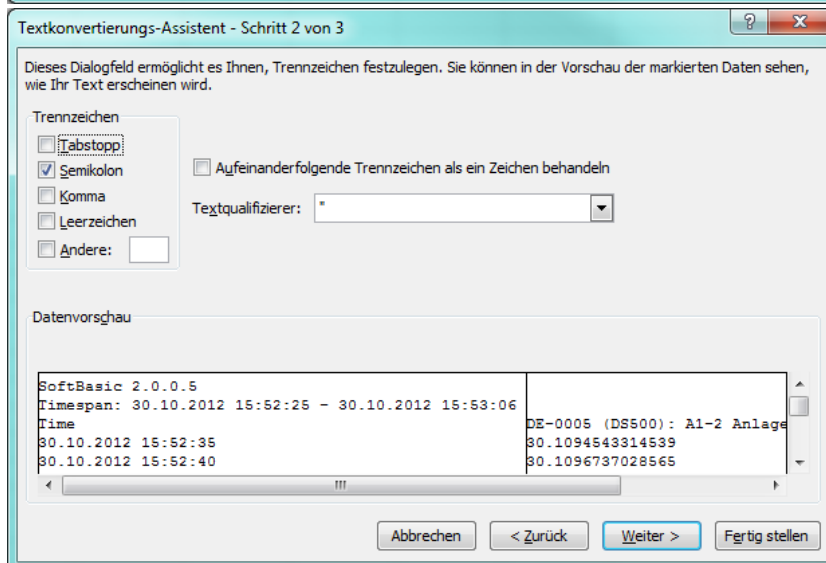 Textkonvertierungs-Assistent - Schritt 2 von 3
Dieses Dialogfeld ermöglicht es Ihnen, Trennzeichen festzulegen. Sie können in der Vorschau der markierten Daten sehen,
wie Ihr Text erscheinen wird.
Trennzeichen
Tabstopp
Semikolon
Komma
Leerzeichen
Andere:
Aufeinanderfolgende Trennzeichen als ein Zeichen behandeln
Textqualifizierer: "
Datenvorschau
SoftBasic 2.0.0.5
Timespan: 30.10.2012 15:52:25 - 30.10.2012 15:53:06
Time DE-0005 (DS500): A1-2 Anlage
30.10.2012 15:52:35 30.1094543314539
30.10.2012 15:52:40 30.1096737028565
Abbrechen < Zurück Weiter > Fertig stellen